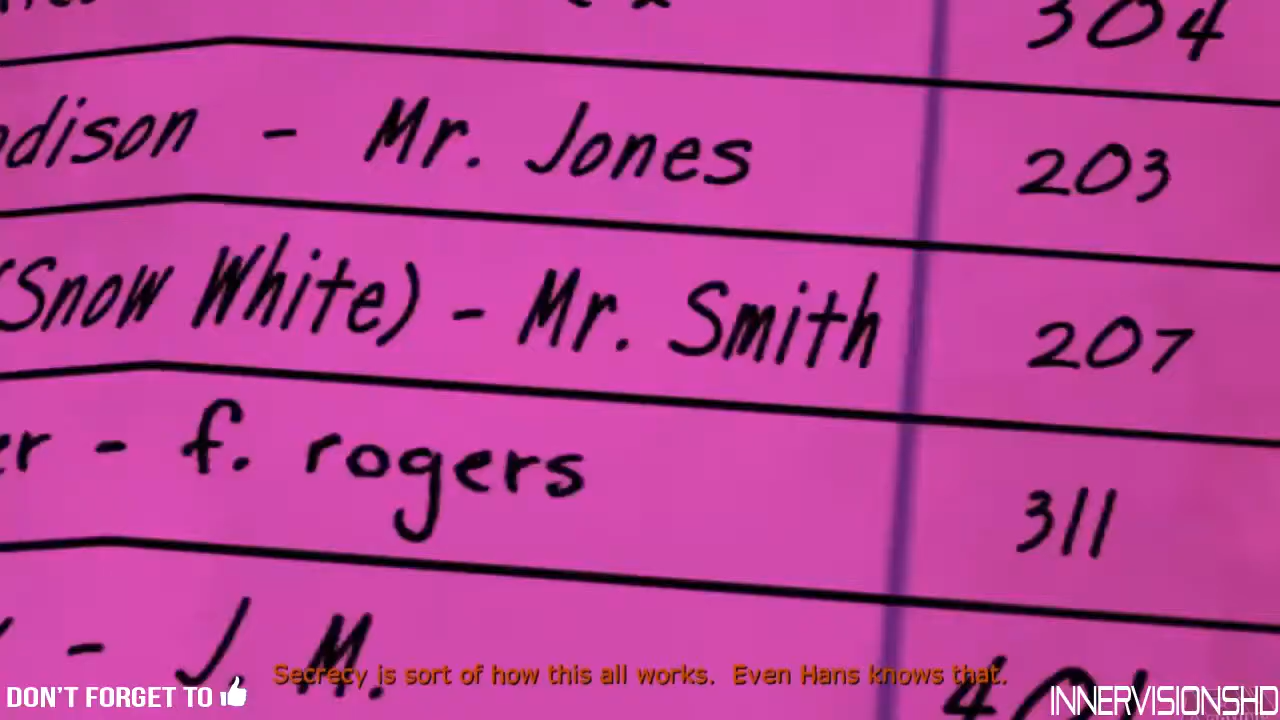 304
adison - Mr. Jones 203
(Snow White) - Mr. Smith 207
er - f. rogers 311
- J. M.
Secrecy is sort of how this all works. Even Hans knows that.
DON'T FORGET TO
INNERVISIONSHD